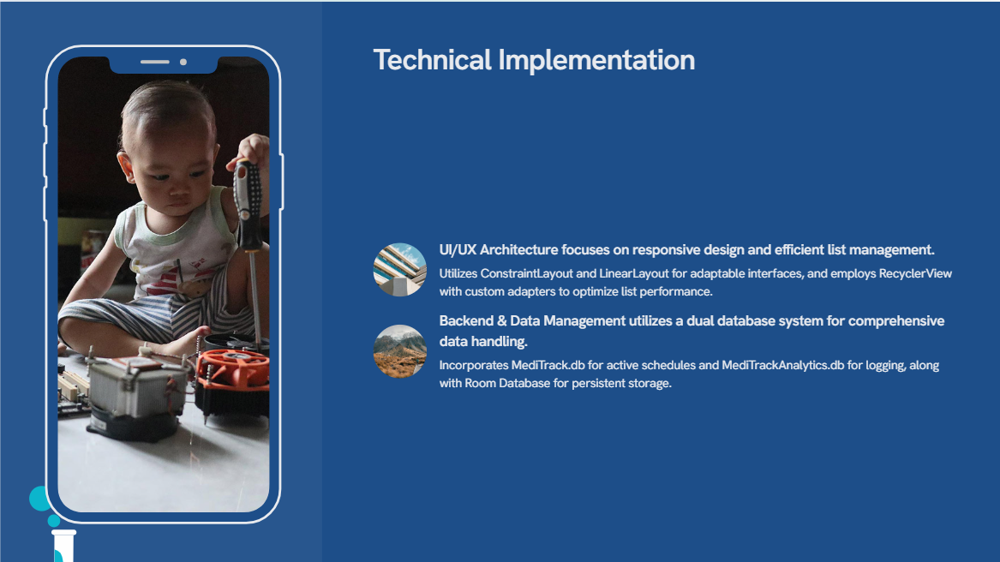 Technical Implementation
UI/UX Architecture focuses on responsive design and efficient list management.
Utilizes ConstraintLayout and LinearLayout for adaptable interfaces, and employs RecyclerView
with custom adapters to optimize list performance.
Backend & Data Management utilizes a dual database system for comprehensive
data handling.
Incorporates MediTrack.db for active schedules and MediTrackAnalytics.db for logging, along
with Room Database for persistent storage.